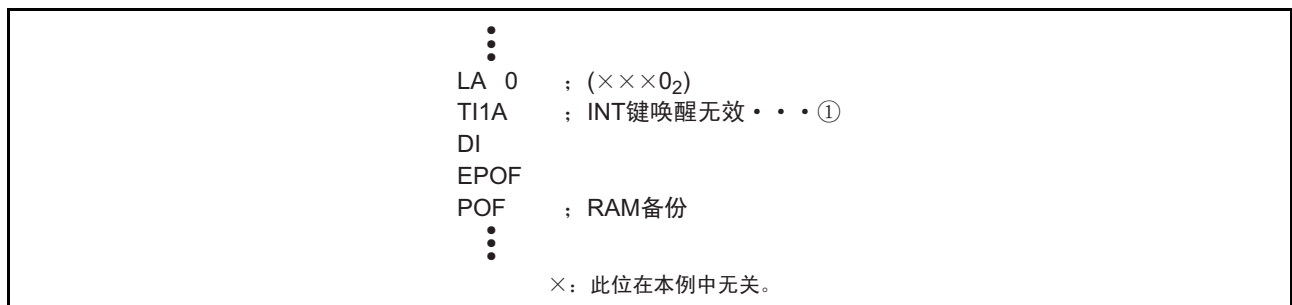 LA 0 ；(×××0₂)
TI1A ；INT键唤醒无效・・・①
DI
EPOF
POF ；RAM备份
×：此位在本例中无关。